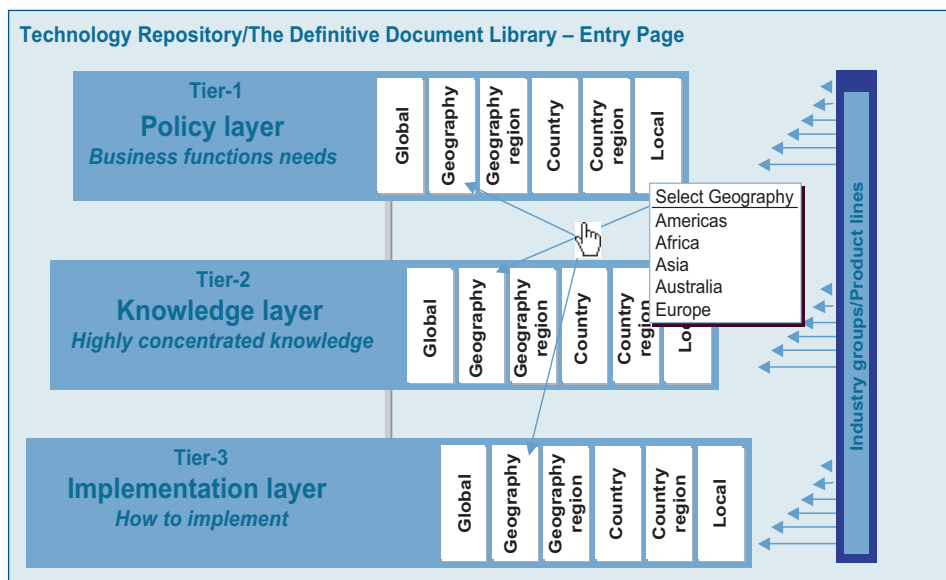 Technology Repository/The Definitive Document Library – Entry Page
Tier-1
Policy layer
Business functions needs
Global
Geography
Geography
region
Country
Country
region
Local
Select Geography
Americas
Africa
Asia
Australia
Europe
Tier-2
Knowledge layer
Highly concentrated knowledge
Global
Geography
Geography
region
Country
Country
region
Tier-3
Implementation layer
How to implement
Global
Geography
Geography
region
Country
Country
region
Local
Industry groups/Product lines